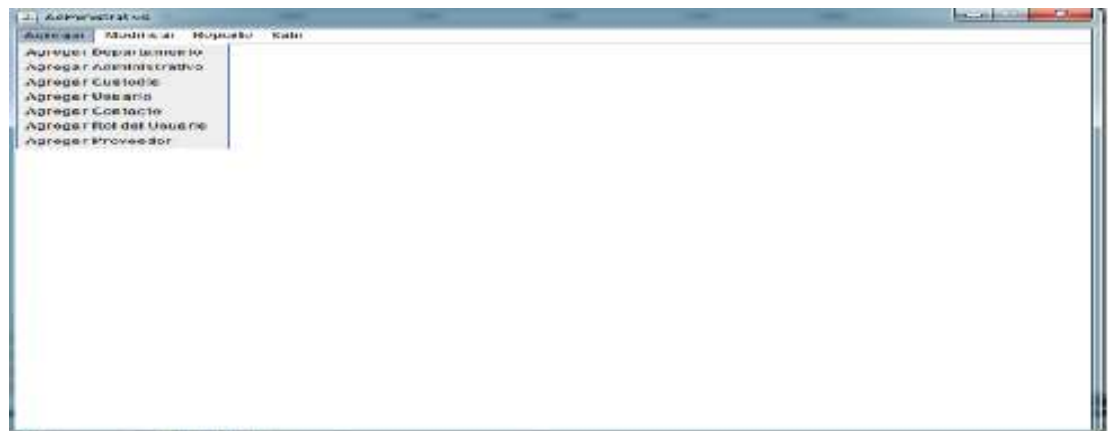 Administrativo
Agregar Modificar Reporte Salir
Agregar Departamento
Agregar Administrativo
Agregar Custodio
Agregar Usuario
Agregar Contacto
Agregar Rol del Usuario
Agregar Proveedor